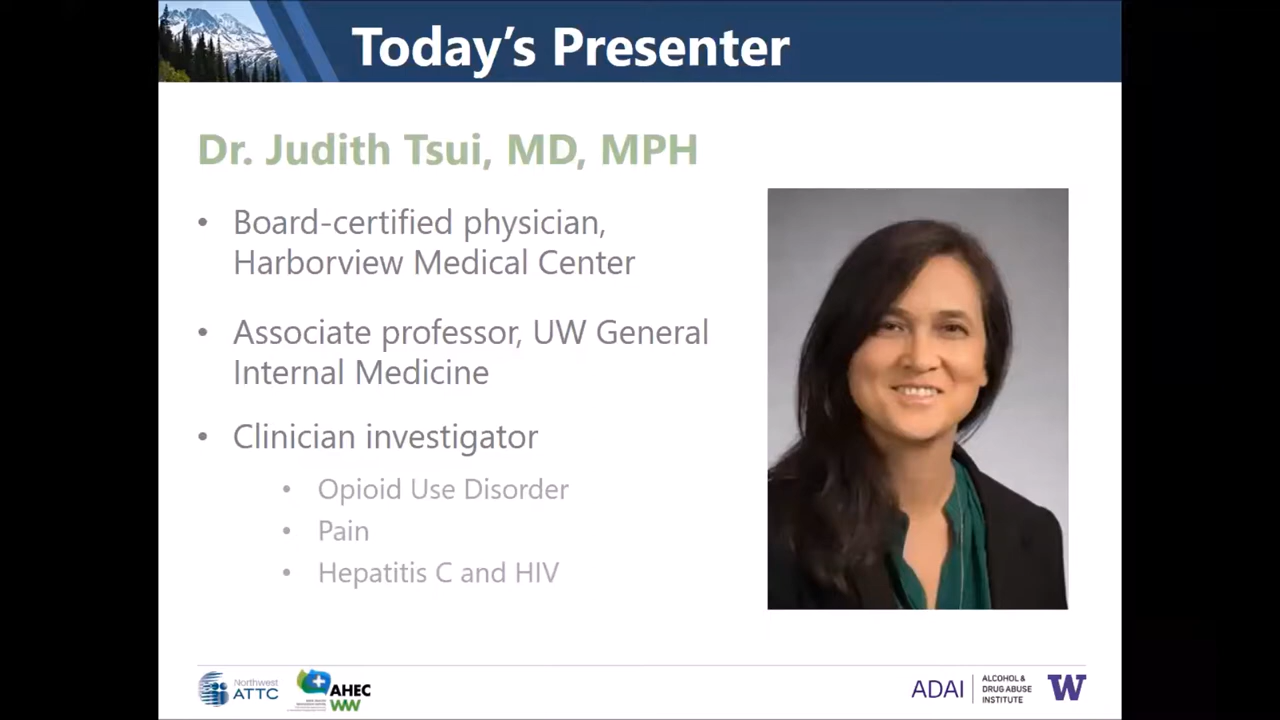 Today's Presenter
Dr. Judith Tsui, MD, MPH
• Board-certified physician,
Harborview Medical Center
• Associate professor, UW General
Internal Medicine
• Clinician investigator
• Opioid Use Disorder
• Pain
• Hepatitis C and HIV
Northwest
ATTC
AHEC
WW
ADAI
ALCOHOL &
DRUG ABUSE
INSTITUTE
W